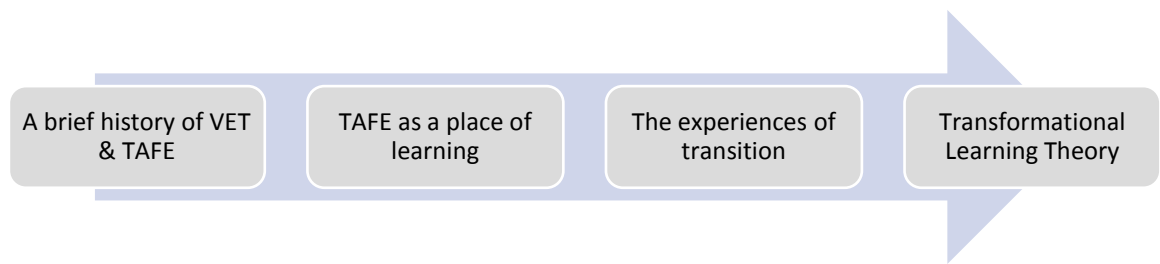 A brief history of VET
& TAFE
TAFE as a place of
learning
The experiences of
transition
Transformational
Learning Theory